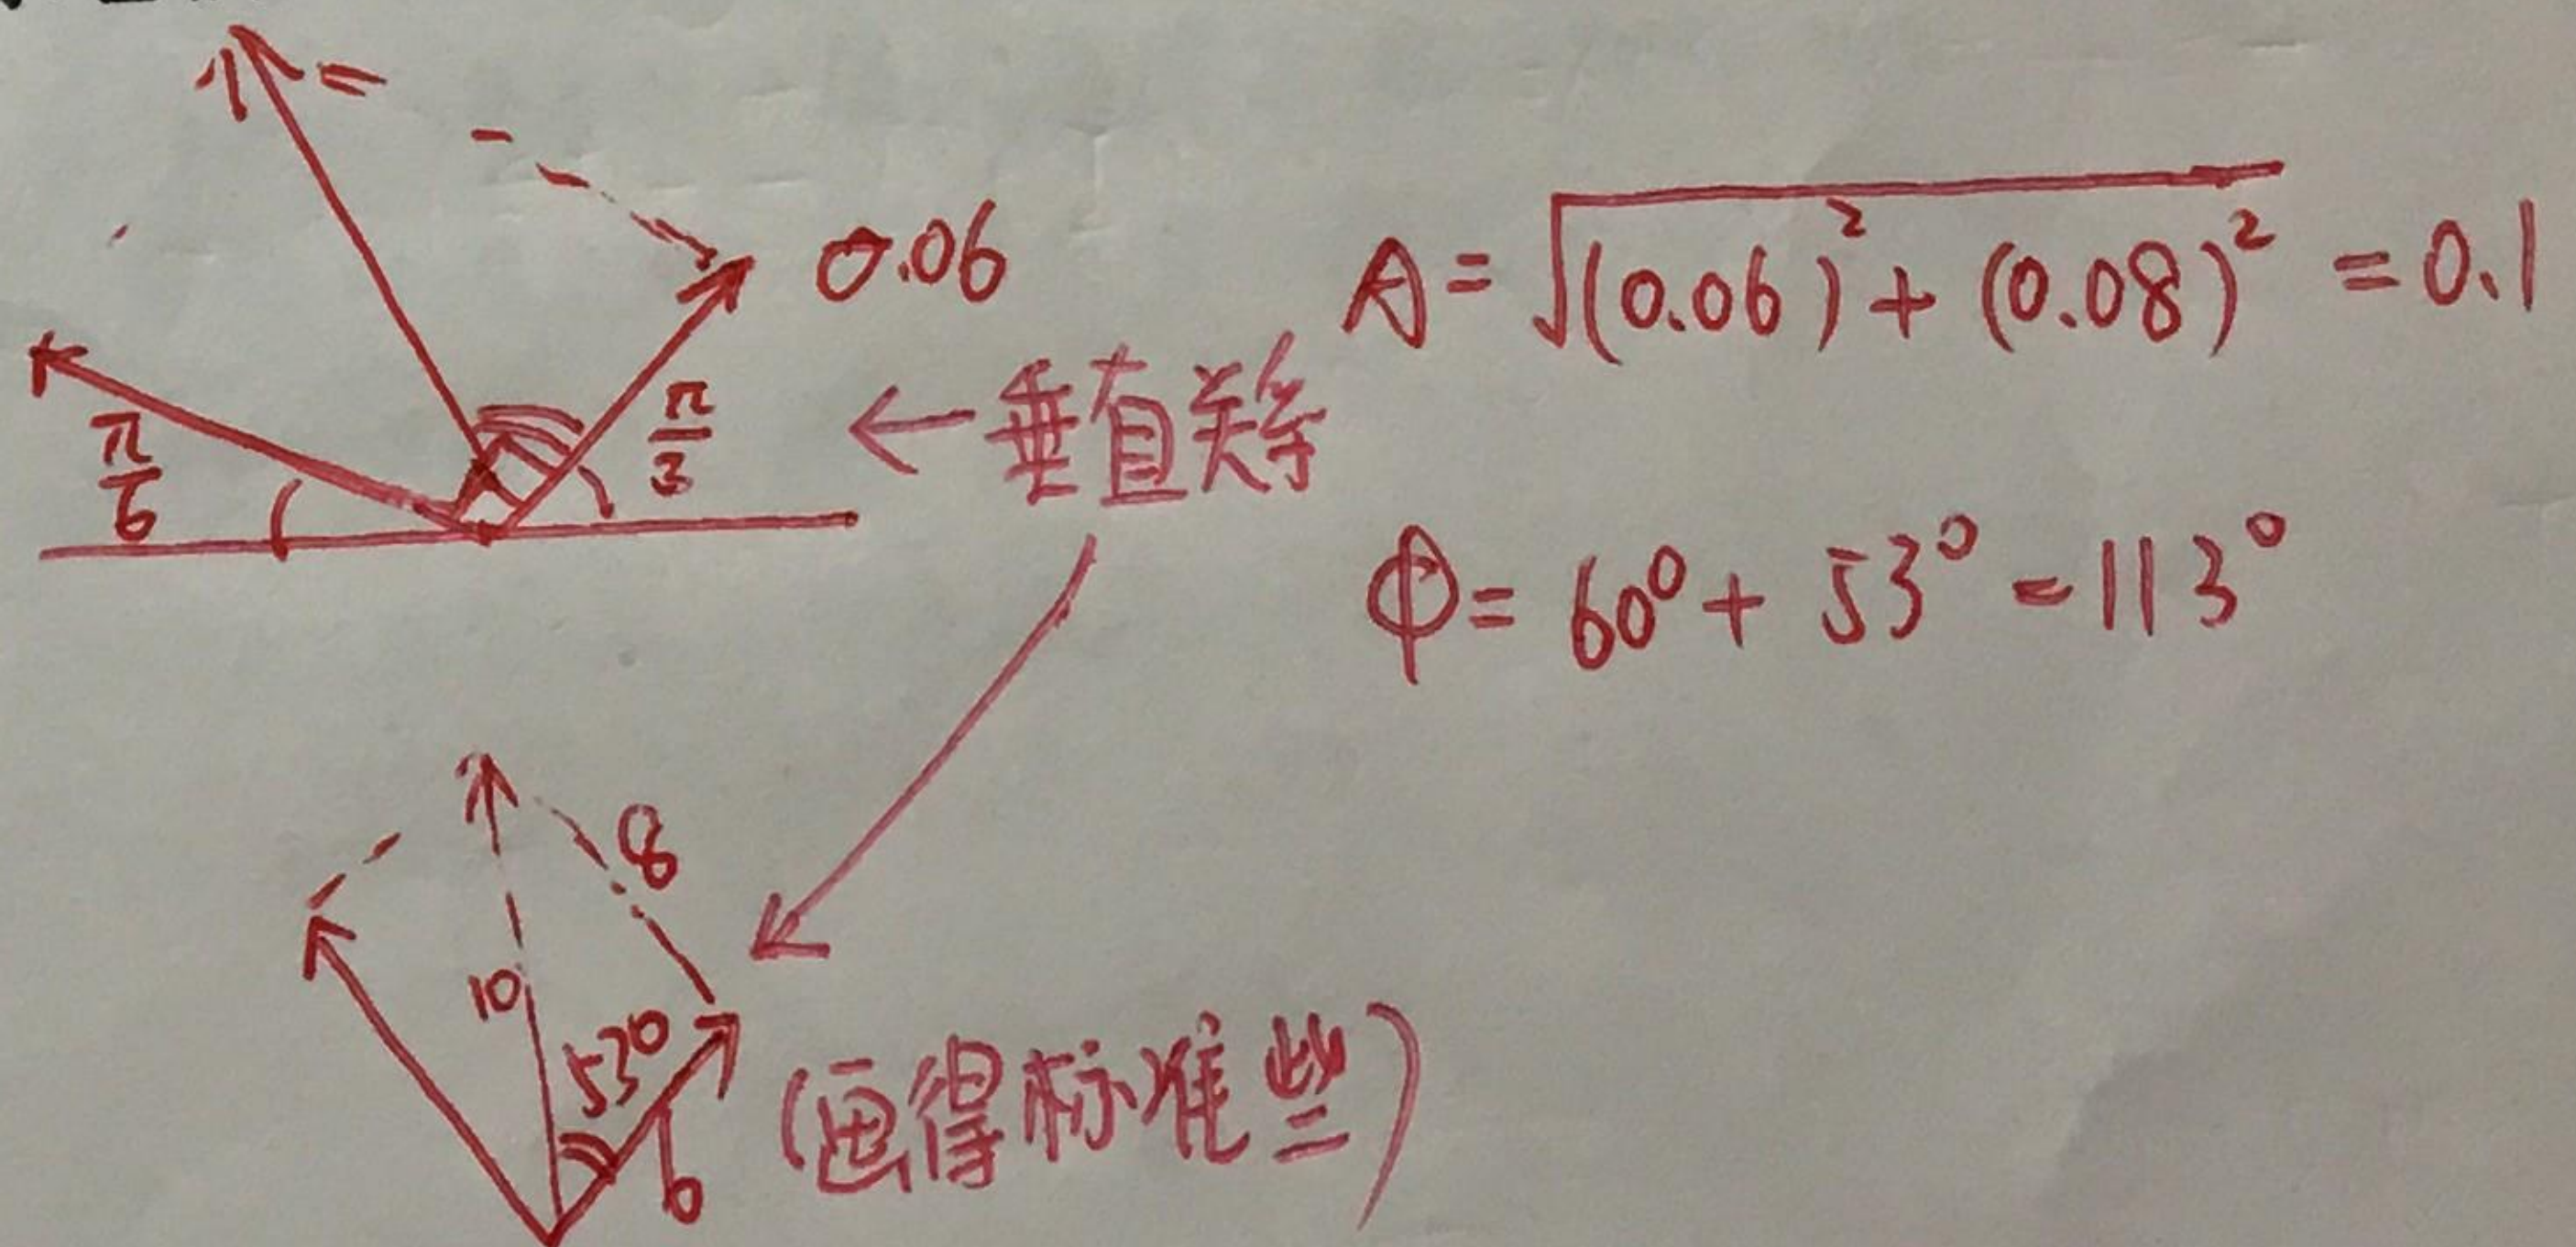 0.06
A = √(0.06)² + (0.08)² = 0.1
π/6
π/3
← 垂直关系
Φ = 60° + 53° = 113°
8
10
53°
6
(画得标准些)